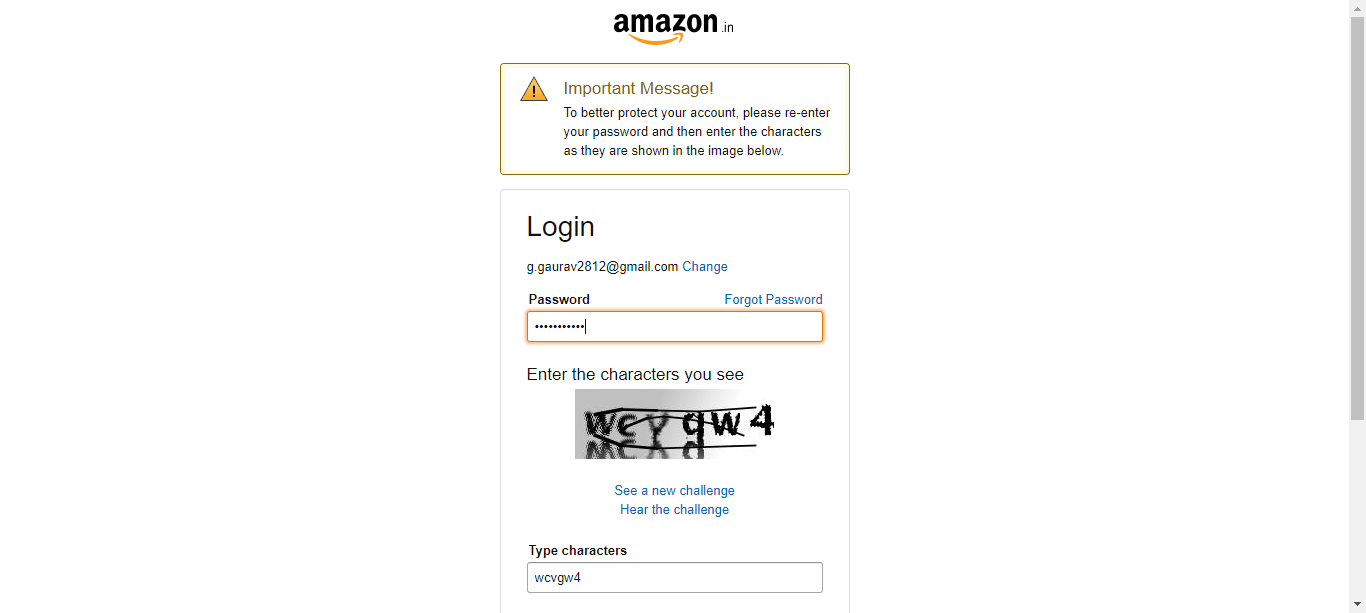 amazon.in
Important Message!
To better protect your account, please re-enter
your password and then enter the characters
as they are shown in the image below.
Login
g.gaurav2812@gmail.com Change
Password Forgot Password
•••••••••••
Enter the characters you see
See a new challenge
Hear the challenge
Type characters
wcvgw4